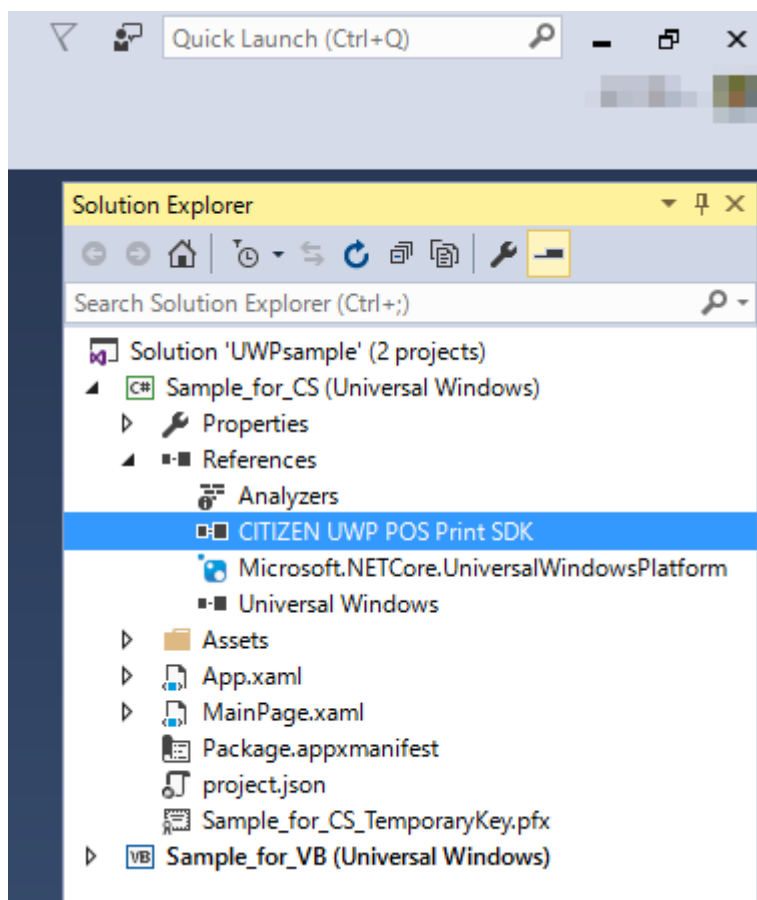 Quick Launch (Ctrl+Q)
Solution Explorer
Search Solution Explorer (Ctrl+;)
Solution 'UWPsample' (2 projects)
C# Sample_for_CS (Universal Windows)
Properties
References
Analyzers
CITIZEN UWP POS Print SDK
Microsoft.NETCore.UniversalWindowsPlatform
Universal Windows
Assets
App.xaml
MainPage.xaml
Package.appxmanifest
project.json
Sample_for_CS_TemporaryKey.pfx
VB Sample_for_VB (Universal Windows)